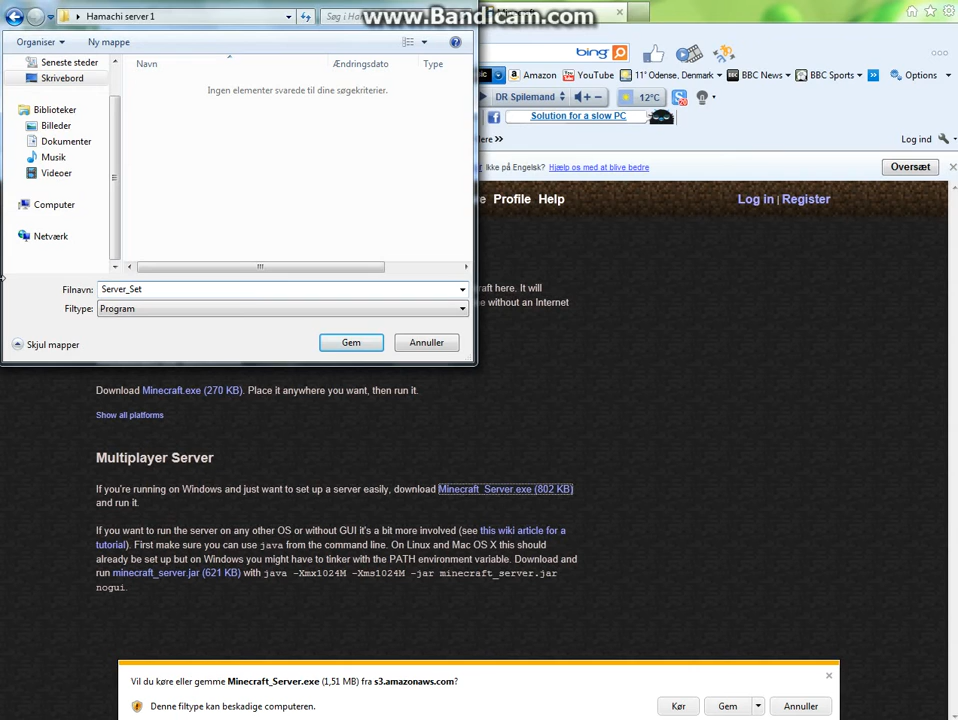 Hamachi server 1
Søg i Ham
www.Bandicam.com
Organiser
Ny mappe
Seneste steder
Skrivebord
Biblioteker
Billeder
Dokumenter
Musik
Videoer
Computer
Netværk
Navn
Ændringsdato
Type
Ingen elementer svarede til dine søgekriterier.
Filnavn: Server_Set
Filtype: Program
Skjul mapper
Gem
Annuller
bing
Amazon
YouTube
11° Odense, Danmark
BBC News
BBC Sports
Options
DR Spilemand
12°C
Solution for a slow PC
Log ind
ikke på Engelsk? Hjælp os med at blive bedre
Oversæt
Profile Help
Log in | Register
raft here. It will
e without an Internet
Download Minecraft.exe (270 KB). Place it anywhere you want, then run it.
Show all platforms
Multiplayer Server
If you're running on Windows and just want to set up a server easily, download Minecraft_Server.exe (802 KB)
and run it.
If you want to run the server on any other OS or without GUI it's a bit more involved (see this wiki article for a
tutorial). First make sure you can use java from the command line. On Linux and Mac OS X this should
already be set up but on Windows you might have to tinker with the PATH environment variable. Download and
run minecraft_server.jar (621 KB) with java -Xmx1024M -Xms1024M -jar minecraft_server.jar
nogui.
Vil du køre eller gemme Minecraft_Server.exe (1,51 MB) fra s3.amazonaws.com?
Denne filtype kan beskadige computeren.
Kør
Gem
Annuller